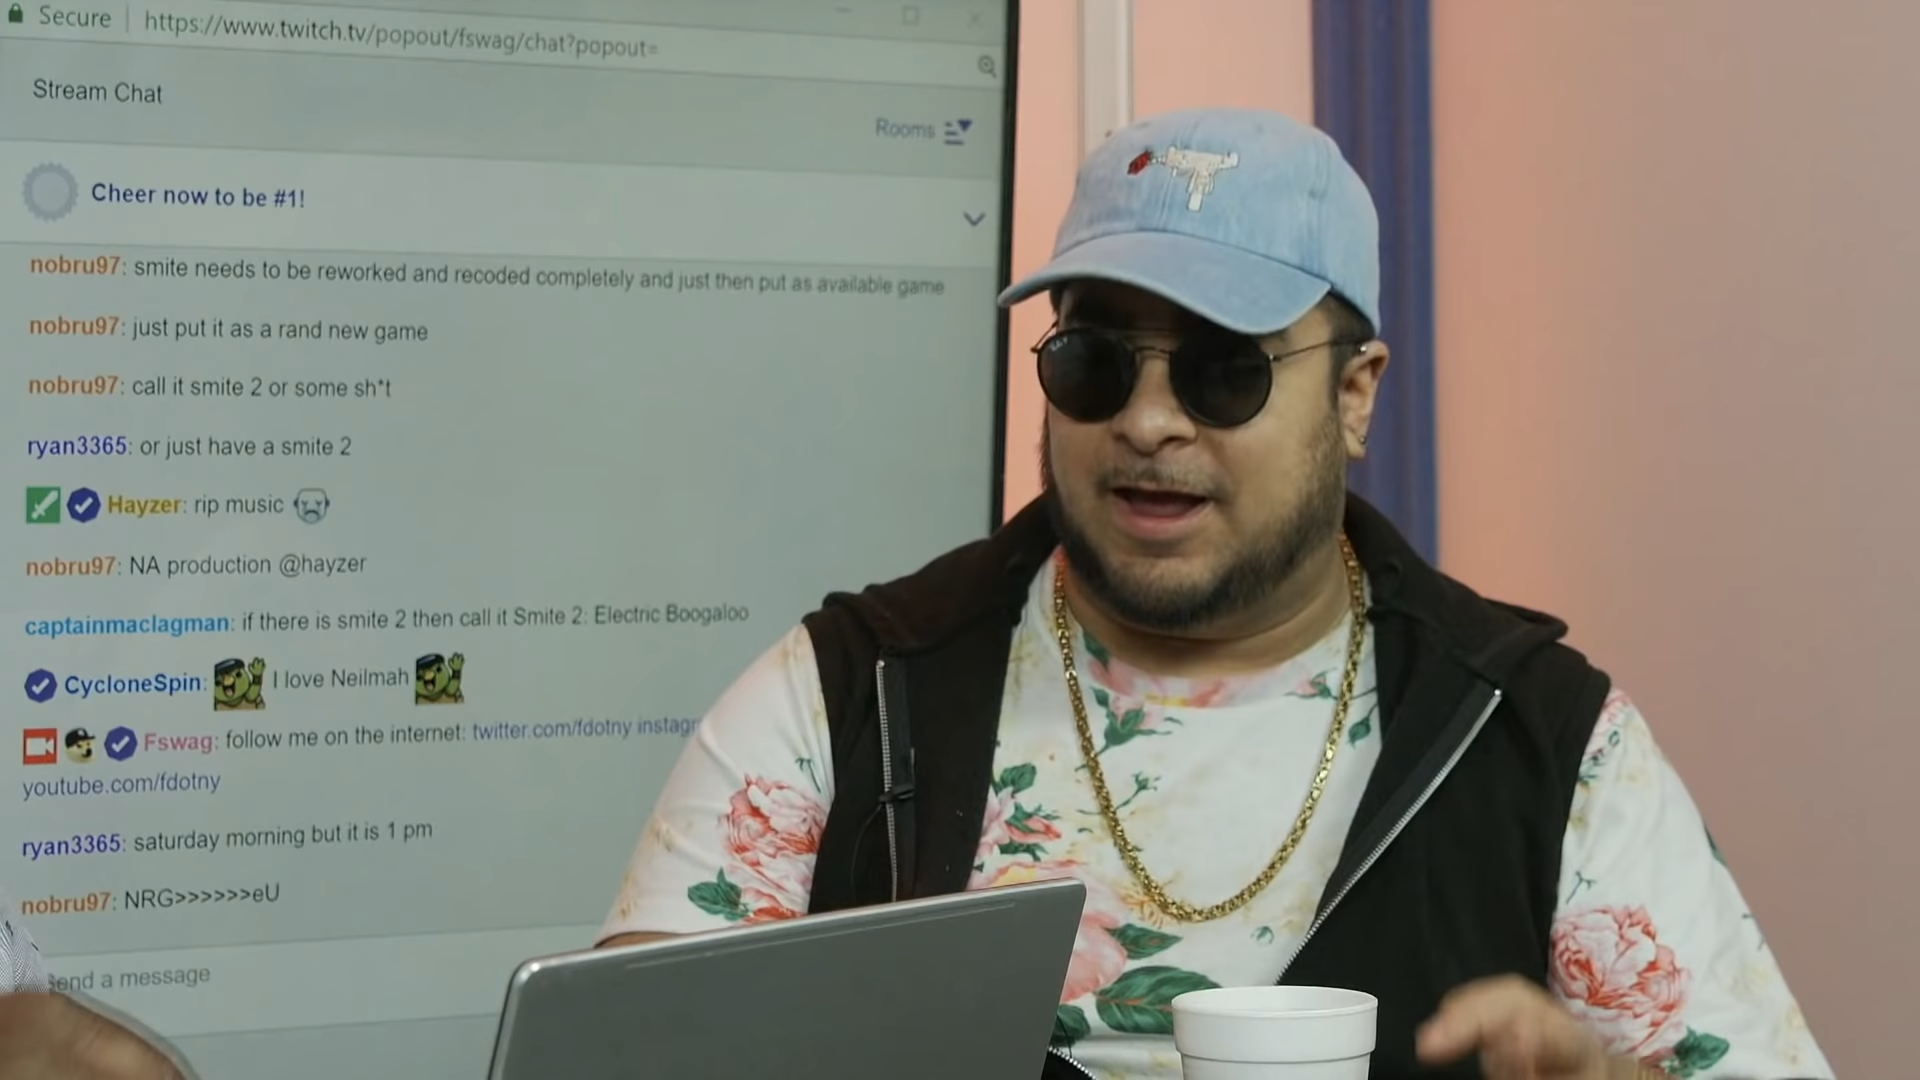 Secure | https://www.twitch.tv/popout/fswag/chat?popout=
Stream Chat
Rooms
Cheer now to be #1!
nobru97: smite needs to be reworked and recoded completely and just then put as available game
nobru97: just put it as a rand new game
nobru97: call it smite 2 or some sh*t
ryan3365: or just have a smite 2
Hayzer: rip music
nobru97: NA production @hayzer
captainmaclagman: if there is smite 2 then call it Smite 2: Electric Boogaloo
CycloneSpin: I love Neilmah
Fswag: follow me on the internet: twitter.com/fdotny instagr
youtube.com/fdotny
ryan3365: saturday morning but it is 1 pm
nobru97: NRG>>>>>>eU
Send a message